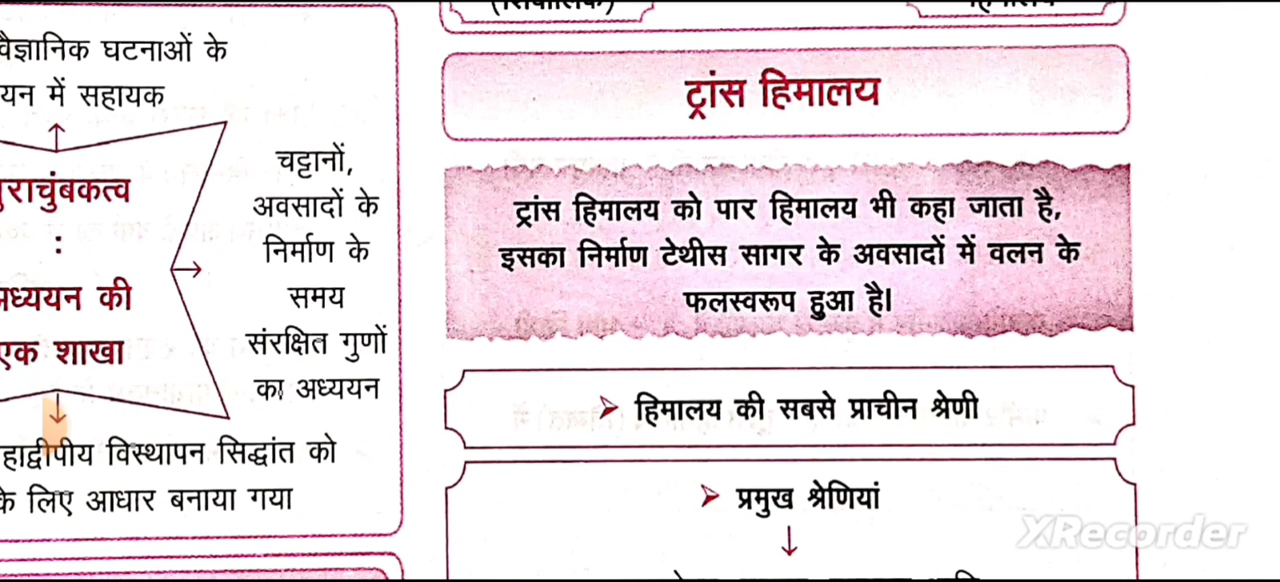 (शिवालिक)
हिमालय
वैज्ञानिक घटनाओं के
यन में सहायक
पुराचुंबकत्व
:
अध्ययन की
एक शाखा
चट्टानों,
अवसादों के
निर्माण के
समय
संरक्षित गुणों
का अध्ययन
हाद्वीपीय विस्थापन सिद्धांत को
के लिए आधार बनाया गया
ट्रांस हिमालय
ट्रांस हिमालय को पार हिमालय भी कहा जाता है,
इसका निर्माण टेथीस सागर के अवसादों में वलन के
फलस्वरूप हुआ है।
➤ हिमालय की सबसे प्राचीन श्रेणी
➤ प्रमुख श्रेणियां
XRecorder